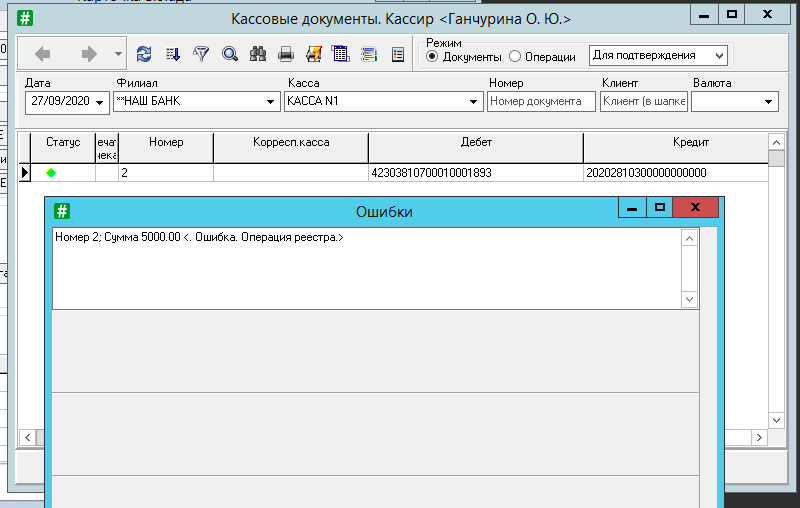 Кассовые документы. Кассир <Ганчурина О. Ю.>
Режим
Документы Операции Для подтверждения
Дата Филиал Касса Номер Клиент Валюта
27/09/2020 **НАШ БАНК КАССА N1 Номер документа Клиент (в шапке
Статус Номер Корресп.касса Дебет Кредит
2 42303810700010001893 20202810300000000000
Ошибки
Номер 2; Сумма 5000.00 <. Ошибка. Операция реестра.>